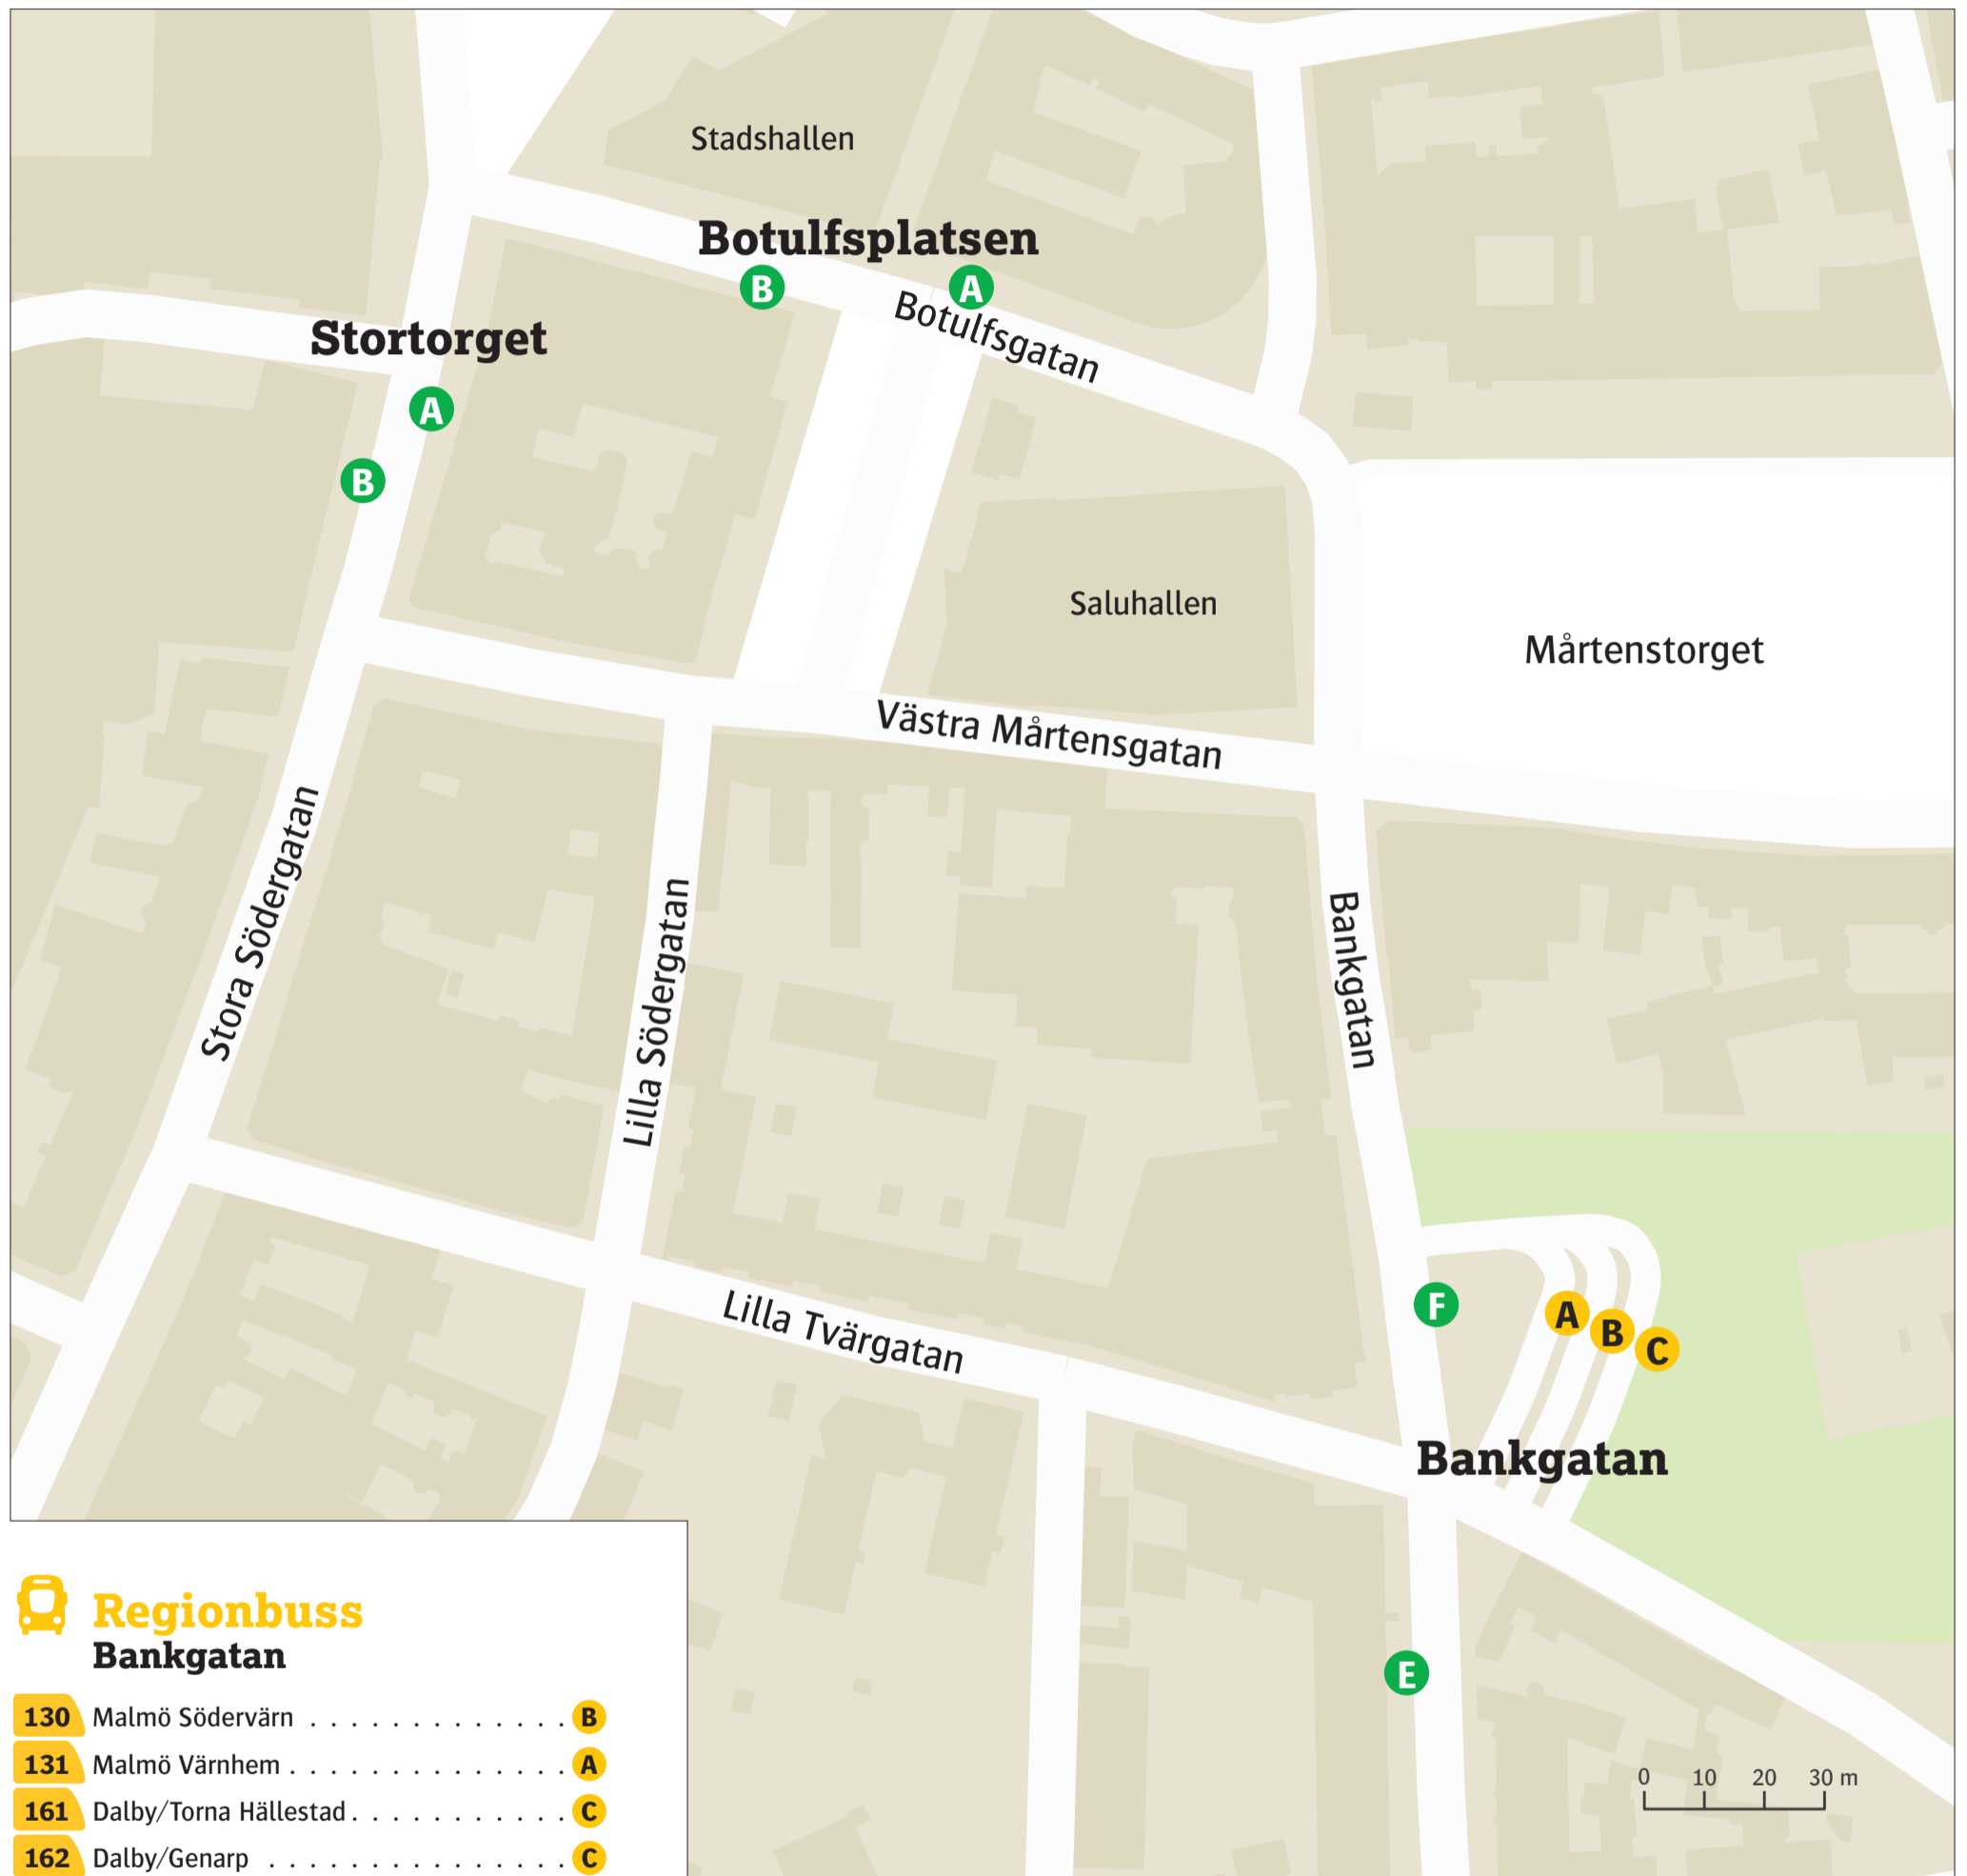 Stadshallen
Botulfsplatsen
B
A
Botulfsgatan
Stortorget
A
B
Saluhallen
Mårtenstorget
Västra Mårtensgatan
Stora Södergatan
Lilla Södergatan
Bankgatan
F
A
B
C
Lilla Tvärgatan
Bankgatan
E
0 10 20 30 m
Regionbuss
Bankgatan
130 Malmö Södervärn . . . . . . . . . . . . . B
131 Malmö Värnhem . . . . . . . . . . . . . . A
161 Dalby/Torna Hällestad . . . . . . . . . . . C
162 Dalby/Genarp . . . . . . . . . . . . . . . C